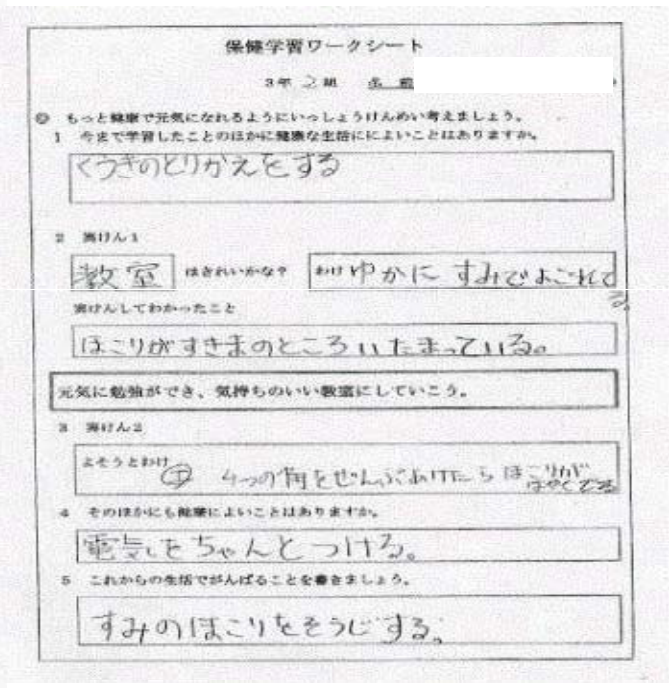 保健学習ワークシート
3年 2組 名前
◎ もっと健康で元気になれるようにいっしょうけんめい考えましょう。
1 今まで学習したことのほかに健康な生活にによいことはありますか。
くうきのとりかえをする
2 実けん1
教室 はきれいかな? わけ ゆかに すみでよごれてる。
実けんしてわかったこと
ほこりがすきまのところいたまっている。
元気に勉強ができ、気持ちのいい教室にしていこう。
3 実けん2
よそうとわけ
4つの角をぜんぶあけたらほこりがはやくでる
4 そのほかにも健康によいことはありますか。
電気をちゃんとつける。
5 これからの生活でがんばることを書きましょう。
すみのほこりをそうじする。